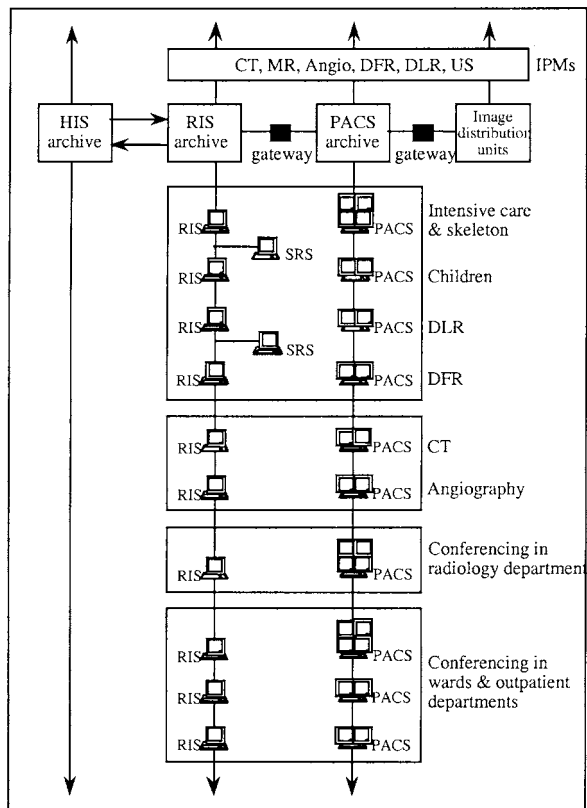 CT, MR, Angio, DFR, DLR, US
IPMs
HIS
archive
RIS
archive
gateway
PACS
archive
gateway
Image
distribution
units
RIS
PACS
Intensive care
& skeleton
SRS
RIS
PACS
Children
RIS
PACS
DLR
SRS
RIS
PACS
DFR
RIS
PACS
CT
RIS
PACS
Angiography
RIS
PACS
Conferencing in
radiology department
RIS
PACS
Conferencing in
wards & outpatient
departments
RIS
PACS
RIS
PACS